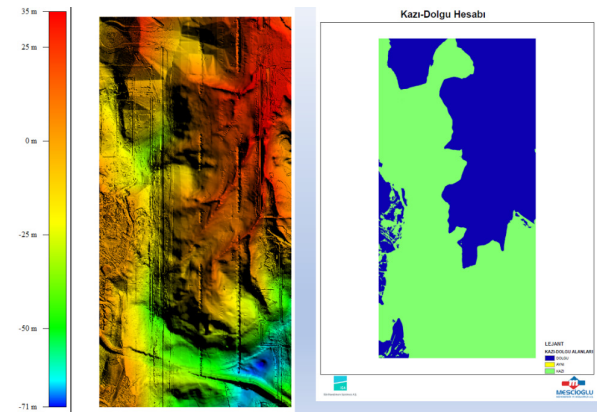 35 m
25 m
0 m
-25 m
-50 m
-71 m
Kazı-Dolgu Hesabı
LEJANT
KAZI DOLGU ALANLARI
DOLGU
KAZI
MESCİOĞLU